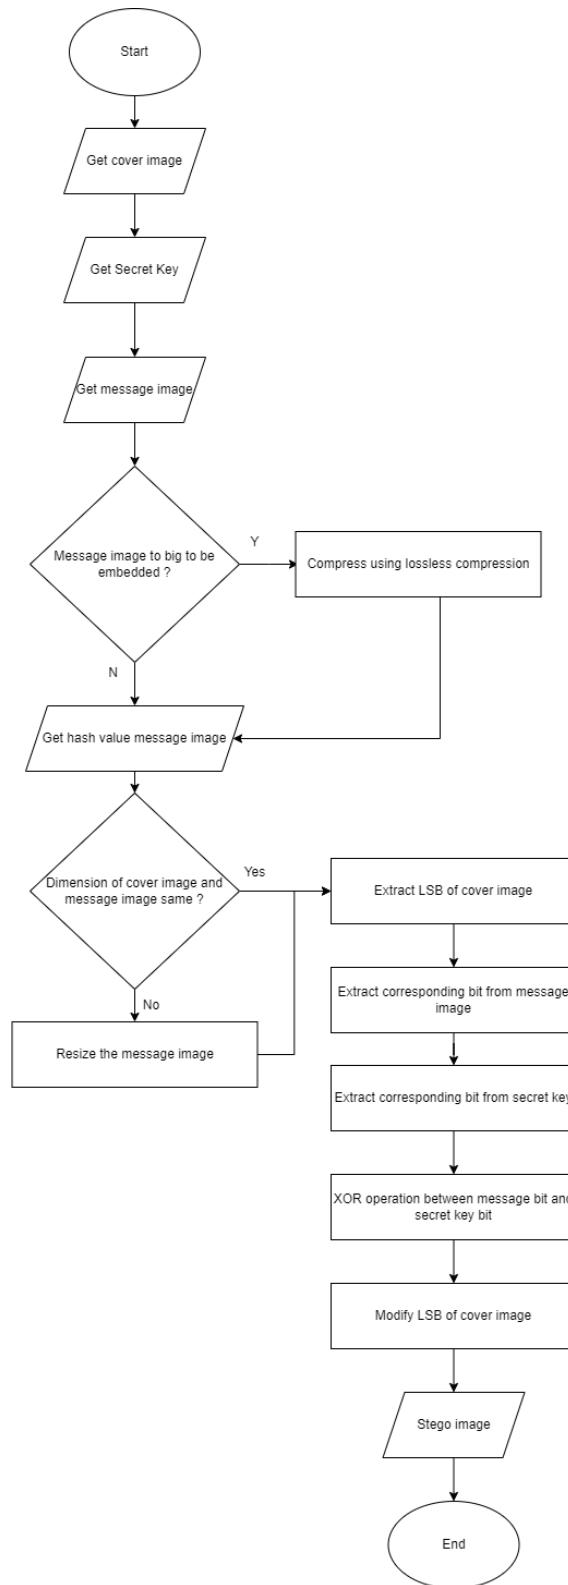 Start
Get cover image
Get Secret Key
Get message image
Message image to big to be
embedded ?
Y
Compress using lossless compression
N
Get hash value message image
Dimension of cover image and
message image same ?
Yes
Extract LSB of cover image
No
Resize the message image
Extract corresponding bit from message
image
Extract corresponding bit from secret key
XOR operation between message bit and
secret key bit
Modify LSB of cover image
Stego image
End